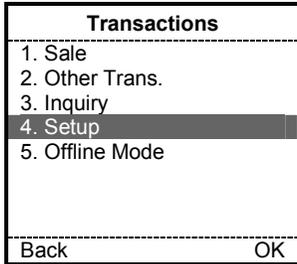 Transactions
1. Sale
2. Other Trans.
3. Inquiry
4. Setup
5. Offline Mode
Back OK